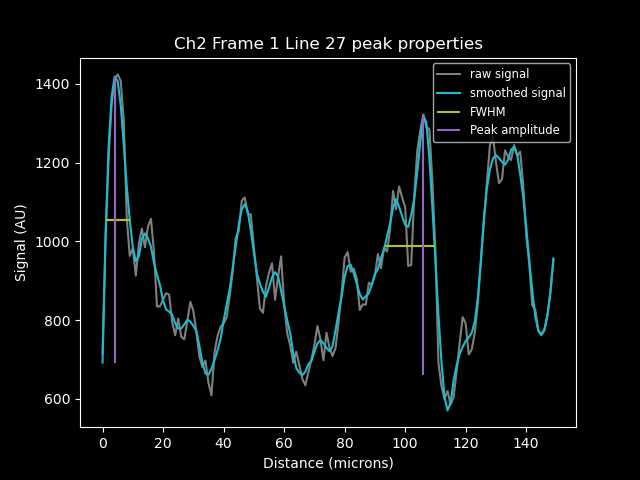 Ch2 Frame 1 Line 27 peak properties
raw signal
smoothed signal
FWHM
Peak amplitude
Signal (AU)
1400
1200
1000
800
600
0 20 40 60 80 100 120 140
Distance (microns)